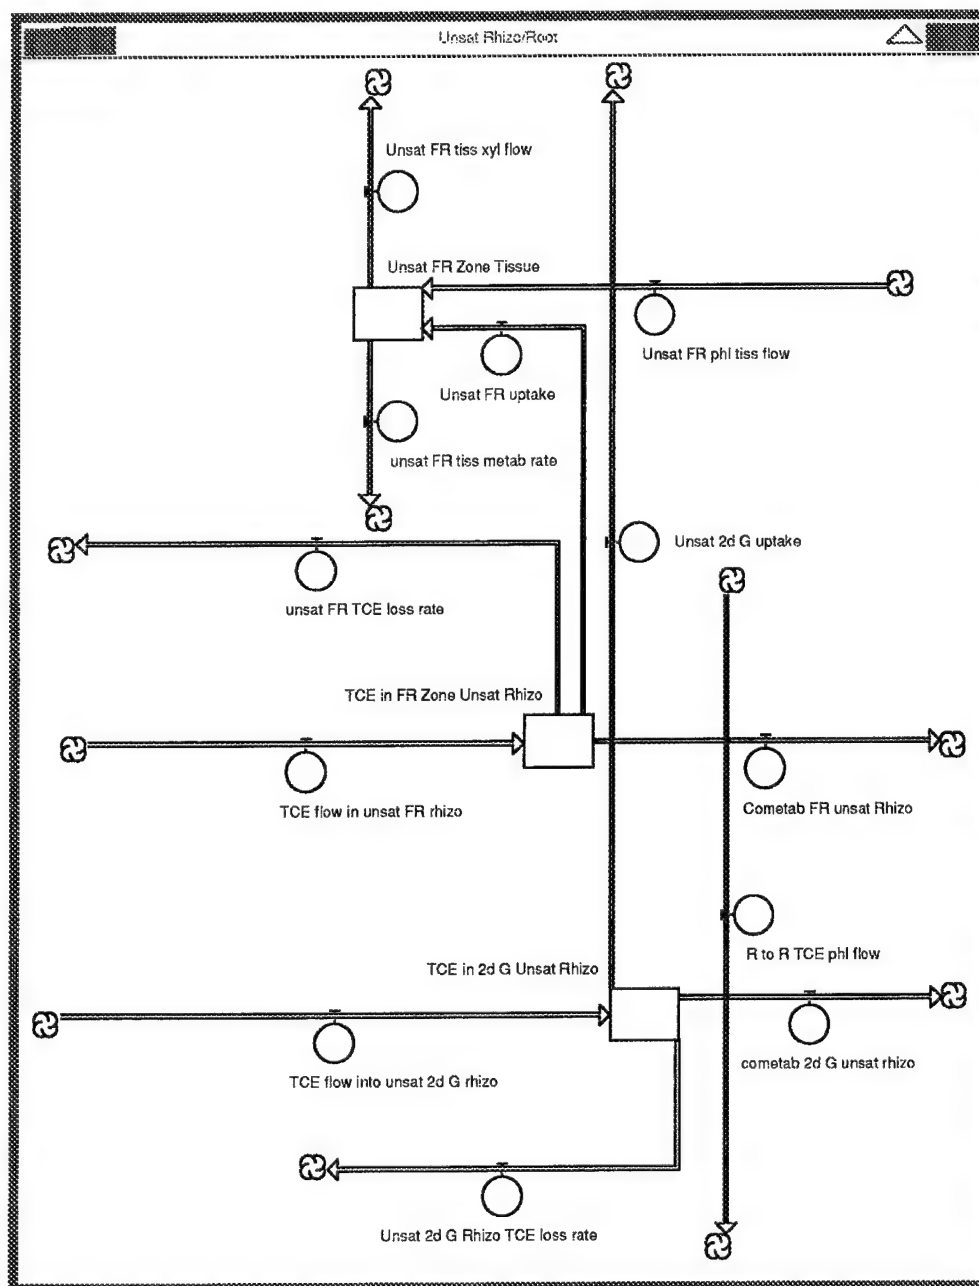 Unsat Rhizo/Root
Unsat FR tiss xyl flow
Unsat FR Zone Tissue
Unsat FR phl tiss flow
Unsat FR uptake
unsat FR tiss metab rate
Unsat 2d G uptake
unsat FR TCE loss rate
TCE in FR Zone Unsat Rhizo
TCE flow in unsat FR rhizo
Cometab FR unsat Rhizo
R to R TCE phl flow
TCE in 2d G Unsat Rhizo
cometab 2d G unsat rhizo
TCE flow into unsat 2d G rhizo
Unsat 2d G Rhizo TCE loss rate